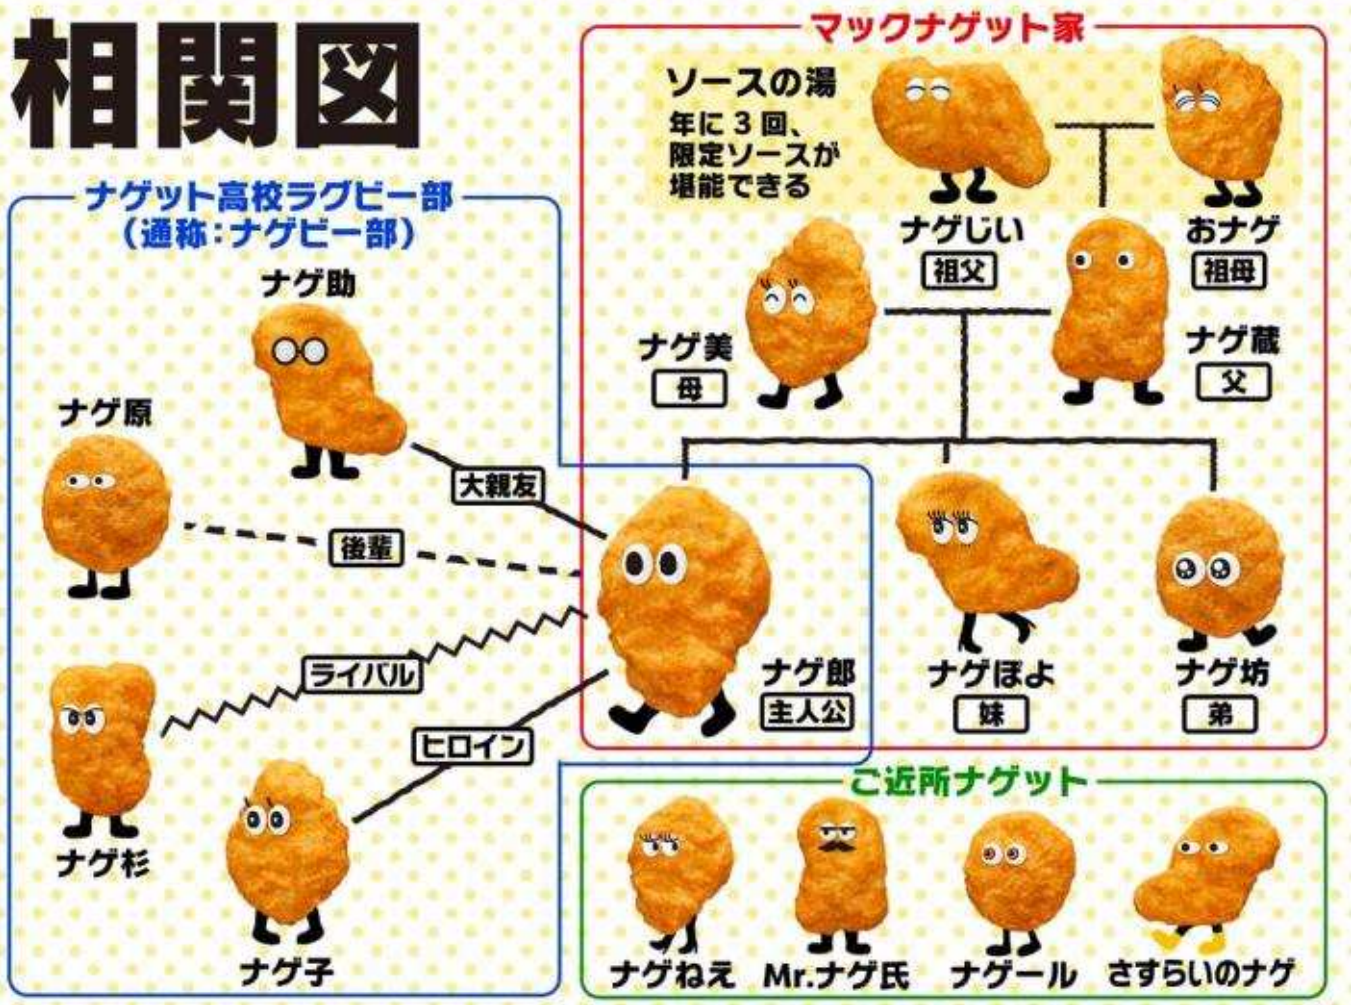 相関図
マックナゲット家
ソースの湯
年に3回、
限定ソースが
堪能できる
ナゲじい
祖父
おナゲ
祖母
ナゲ美
母
ナゲ蔵
父
ナゲット高校ラグビー部
(通称:ナゲビー部)
ナゲ助
ナゲ原
大親友
後輩
ライバル
ヒロイン
ナゲ杉
ナゲ子
ナゲ郎
主人公
ナゲぽよ
妹
ナゲ坊
弟
ご近所ナゲット
ナゲねえ
Mr.ナゲ氏
ナゲール
さすらいのナゲ